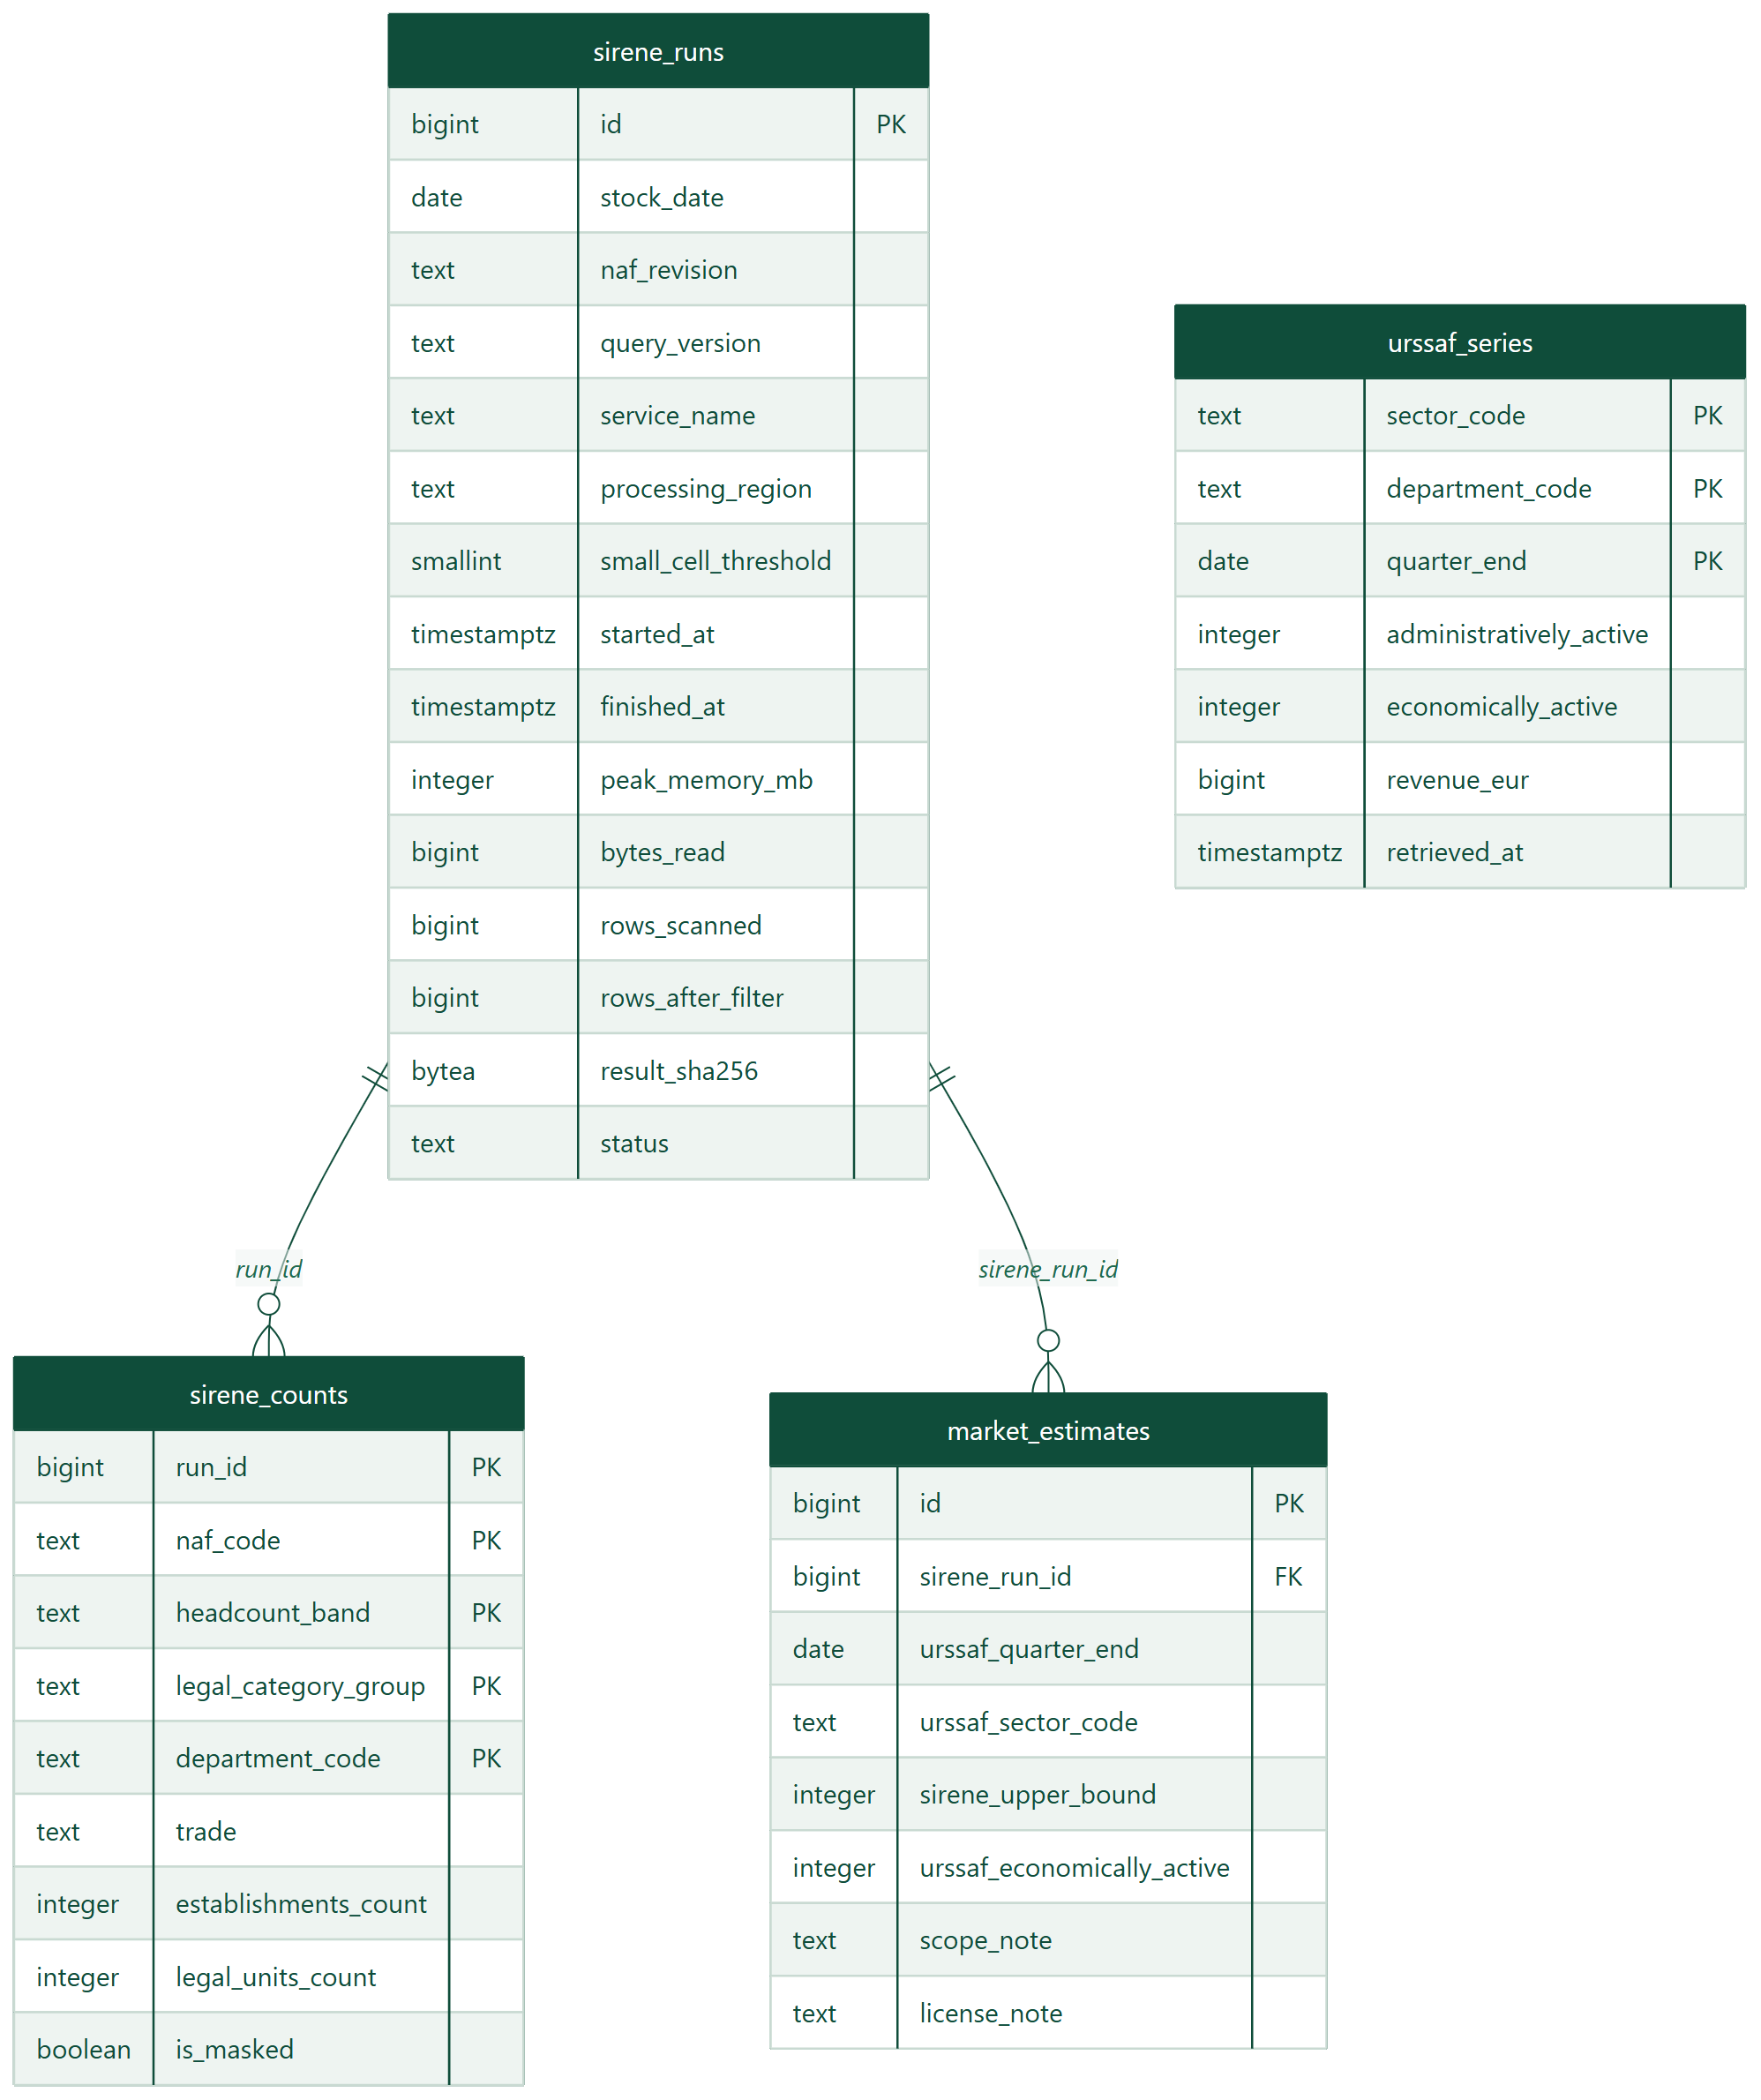 sirene_runs
bigint id PK
date stock_date
text naf_revision
text query_version
text service_name
text processing_region
smallint small_cell_threshold
timestamptz started_at
timestamptz finished_at
integer peak_memory_mb
bigint bytes_read
bigint rows_scanned
bigint rows_after_filter
bytea result_sha256
text status
urssaf_series
text sector_code PK
text department_code PK
date quarter_end PK
integer administratively_active
integer economically_active
bigint revenue_eur
timestamptz retrieved_at
run_id
sirene_run_id
sirene_counts
bigint run_id PK
text naf_code PK
text headcount_band PK
text legal_category_group PK
text department_code PK
text trade
integer establishments_count
integer legal_units_count
boolean is_masked
market_estimates
bigint id PK
bigint sirene_run_id FK
date urssaf_quarter_end
text urssaf_sector_code
integer sirene_upper_bound
integer urssaf_economically_active
text scope_note
text license_note